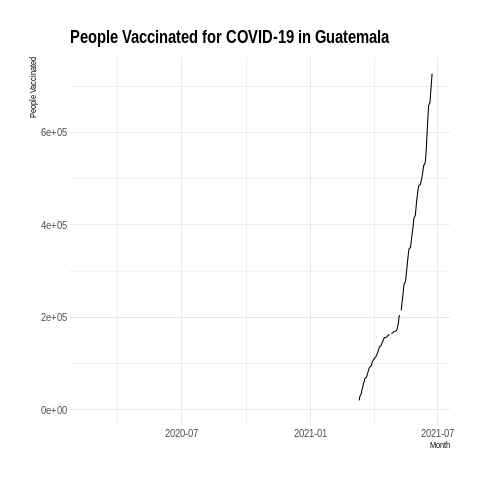 People Vaccinated for COVID-19 in Guatemala
People Vaccinated
6e+05
4e+05
2e+05
0e+00
2020-07
2021-01
2021-07
Month